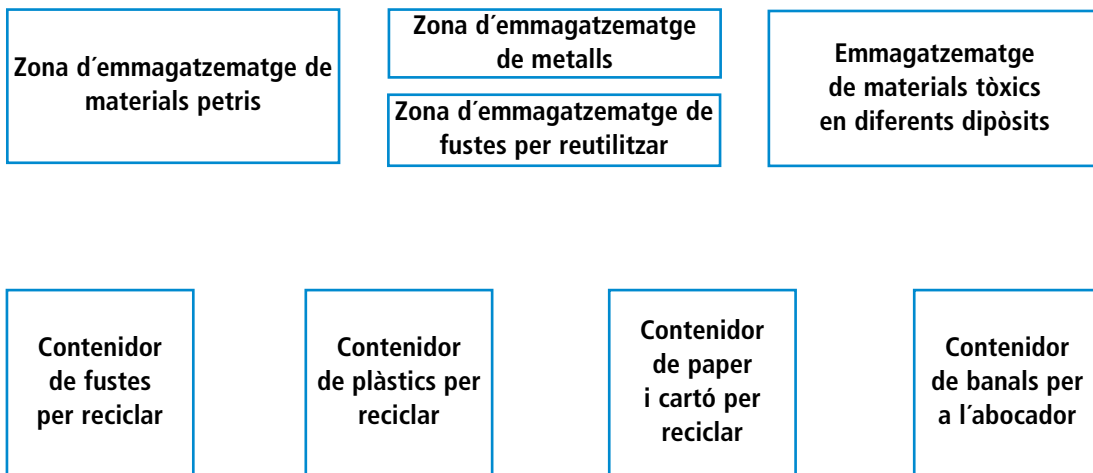 Zona d´emmagatzematge de
materials petris
Zona d´emmagatzematge
de metalls
Zona d´emmagatzematge de
fustes per reutilitzar
Emmagatzematge
de materials tòxics
en diferents dipòsits
Contenidor
de fustes
per reciclar
Contenidor
de plàstics per
reciclar
Contenidor
de paper
i cartó per
reciclar
Contenidor
de banals per
a l´abocador